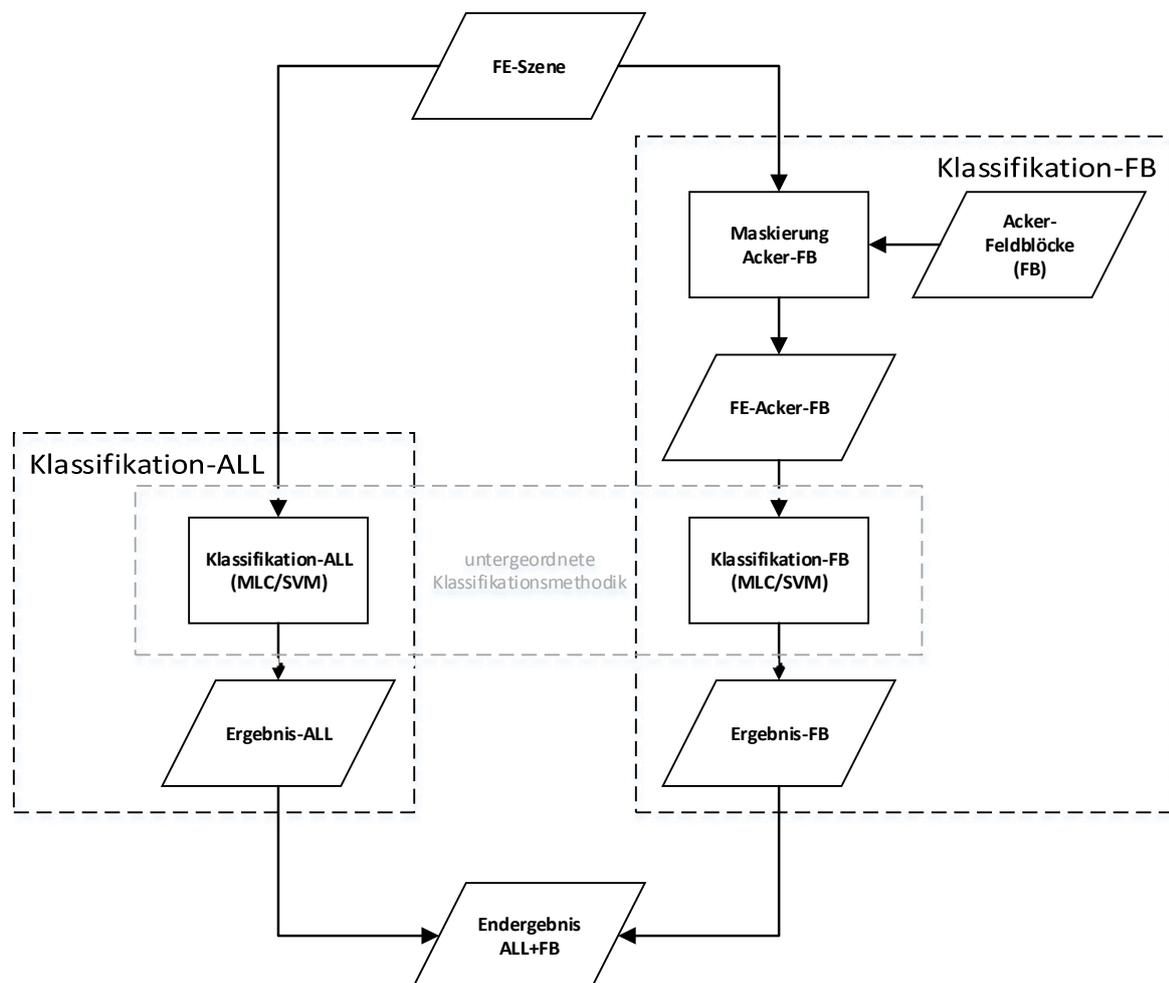 FE-Szene
Klassifikation-FB
Maskierung
Acker-FB
Acker-
Feldblöcke
(FB)
FE-Acker-FB
Klassifikation-ALL
Klassifikation-ALL
(MLC/SVM)
untergeordnete
Klassifikationsmethodik
Klassifikation-FB
(MLC/SVM)
Ergebnis-ALL
Ergebnis-FB
Endergebnis
ALL+FB